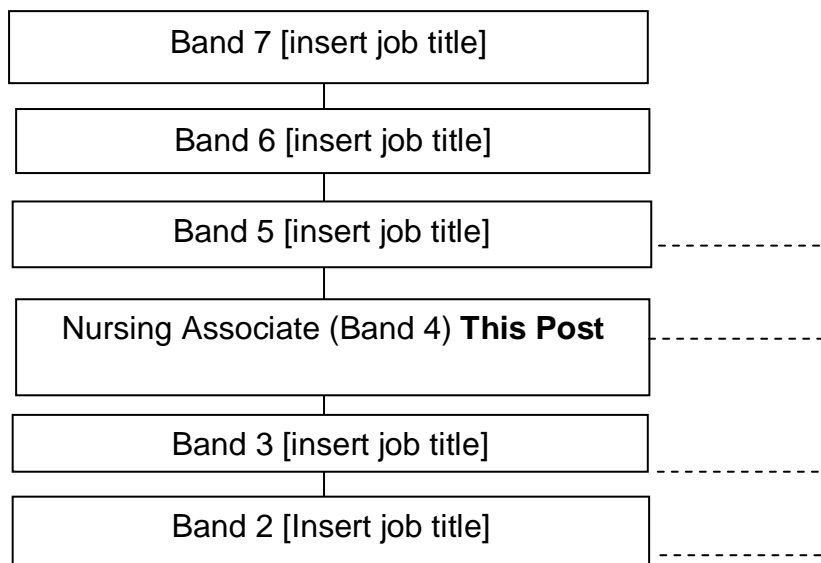 Band 7 [insert job title]
Band 6 [insert job title]
Band 5 [insert job title]
Nursing Associate (Band 4) This Post
Band 3 [insert job title]
Band 2 [Insert job title]